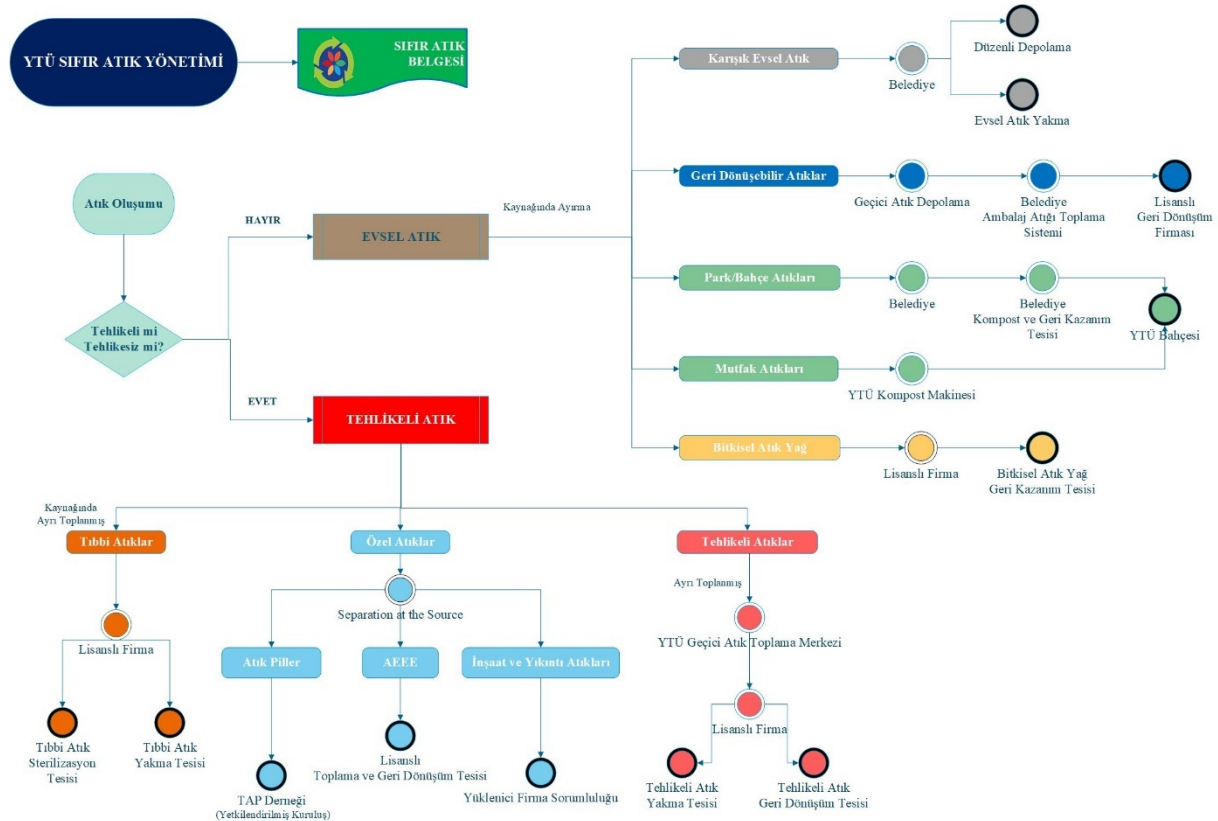 YTÜ SIFIR ATIK YÖNETİMİ
SIFIR ATIK
BELGESİ
Atık Oluşumu
Tehlikeli mi
Tehlikesiz mi?
HAYIR
EVET
EVSEL ATIK
Kaynağında Ayırma
Karışık Evsel Atık
Belediye
Düzenli Depolama
Evsel Atık Yakma
Geri Dönüşebilir Atıklar
Geçici Atık Depolama
Belediye
Ambalaj Atığı Toplama
Sistemi
Lisanslı
Geri Dönüşüm
Firması
Park/Bahçe Atıkları
Belediye
Belediye
Kompost ve Geri Kazanım
Tesisi
YTÜ Bahçesi
Mutfak Atıkları
YTÜ Kompost Makinesi
Bitkisel Atık Yağ
Lisanslı Firma
Bitkisel Atık Yağ
Geri Kazanım Tesisi
TEHLİKELİ ATIK
Kaynağında
Ayrı Toplanmış
Tıbbi Atıklar
Lisanslı Firma
Tıbbi Atık
Sterilizasyon
Tesisi
Tıbbi Atık
Yakma Tesisi
Özel Atıklar
Separation at the Source
Atık Piller
AEEE
İnşaat ve Yıkıntı Atıkları
TAP Derneği
(Yetkilendirilmiş Kuruluş)
Lisanslı
Toplama ve Geri Dönüşüm Tesisi
Yüklenici Firma Sorumluluğu
Tehlikeli Atıklar
Ayrı Toplanmış
YTÜ Geçici Atık Toplama Merkezi
Lisanslı Firma
Tehlikeli Atık
Yakma Tesisi
Tehlikeli Atık
Geri Dönüşüm Tesisi